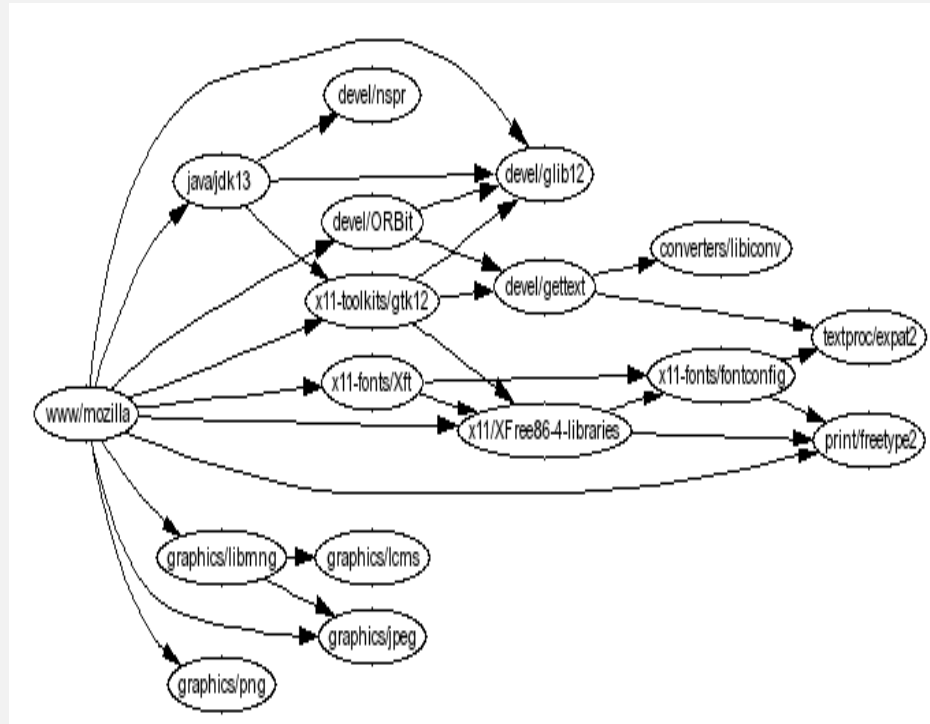 devel/nspr
java/jdk13
devel/glib12
devel/ORBit
converters/libiconv
devel/gettext
x11-toolkits/gtk12
textproc/expat2
x11-fonts/Xft
x11-fonts/fontconfig
www/mozilla
x11/XFree86-4-libraries
print/freetype2
graphics/libmng
graphics/lcms
graphics/jpeg
graphics/png